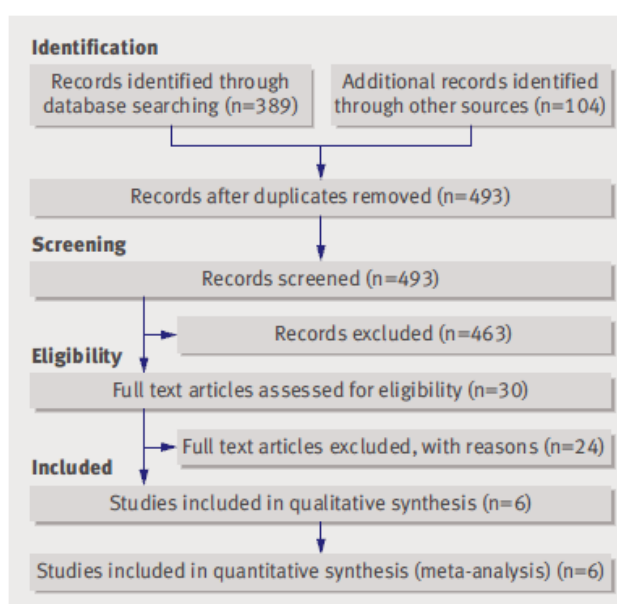 Identification
Records identified through
database searching (n=389)
Additional records identified
through other sources (n=104)
Records after duplicates removed (n=493)
Screening
Records screened (n=493)
Records excluded (n=463)
Eligibility
Full text articles assessed for eligibility (n=30)
Full text articles excluded, with reasons (n=24)
Included
Studies included in qualitative synthesis (n=6)
Studies included in quantitative synthesis (meta-analysis) (n=6)